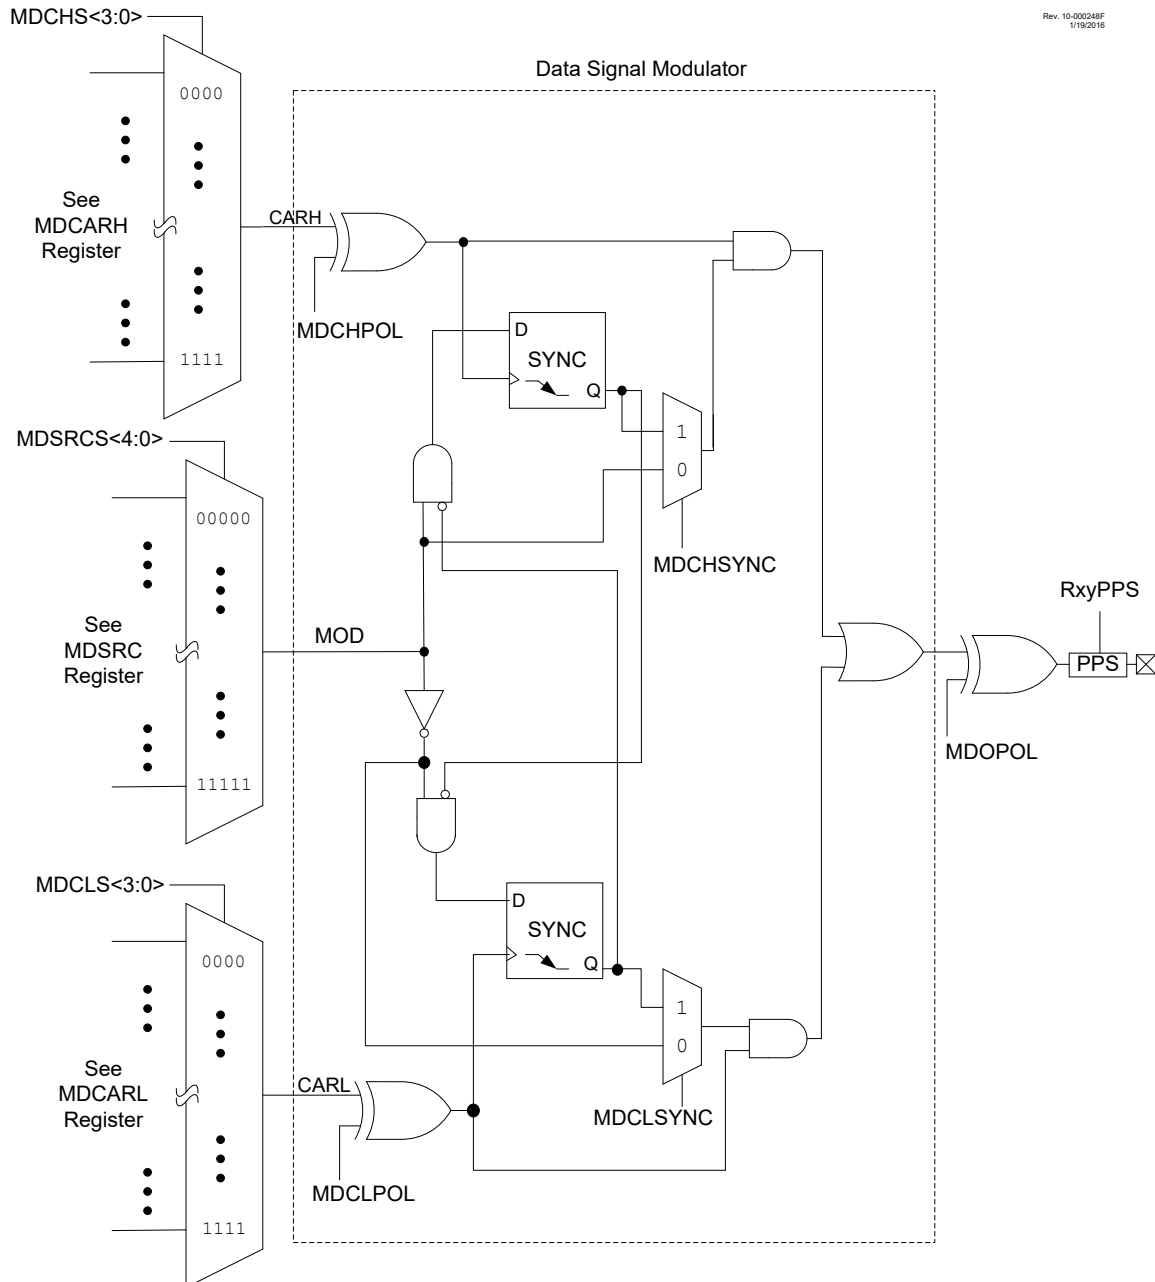 MDCHS<3:0>
Rev. 10-000248F
1/19/2016
Data Signal Modulator
0000
See
MDCARH
Register
CARH
1111
MDCHPOL
D
SYNC
Q
1
0
MDCHSYNC
MDSRCS<4:0>
00000
See
MDSRC
Register
MOD
11111
RxyPPS
PPS
MDOPOL
MDCLS<3:0>
0000
D
SYNC
Q
1
0
See
MDCARL
Register
CARL
MDCLSYNC
MDCLPOL
1111